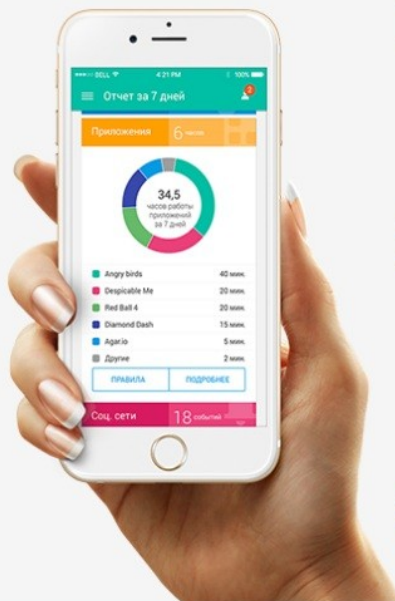 BELL 4:21 PM 100%
Отчет за 7 дней
2
Приложения 6 часов
34,5
часов работы
приложений
за 7 дней
Angry birds 40 мин.
Despicable Me 20 мин.
Red Ball 4 20 мин.
Diamond Dash 15 мин.
Agar.io 5 мин.
Другие 2 мин.
ПРАВИЛА ПОДРОБНЕЕ
Соц. сети 18 событий